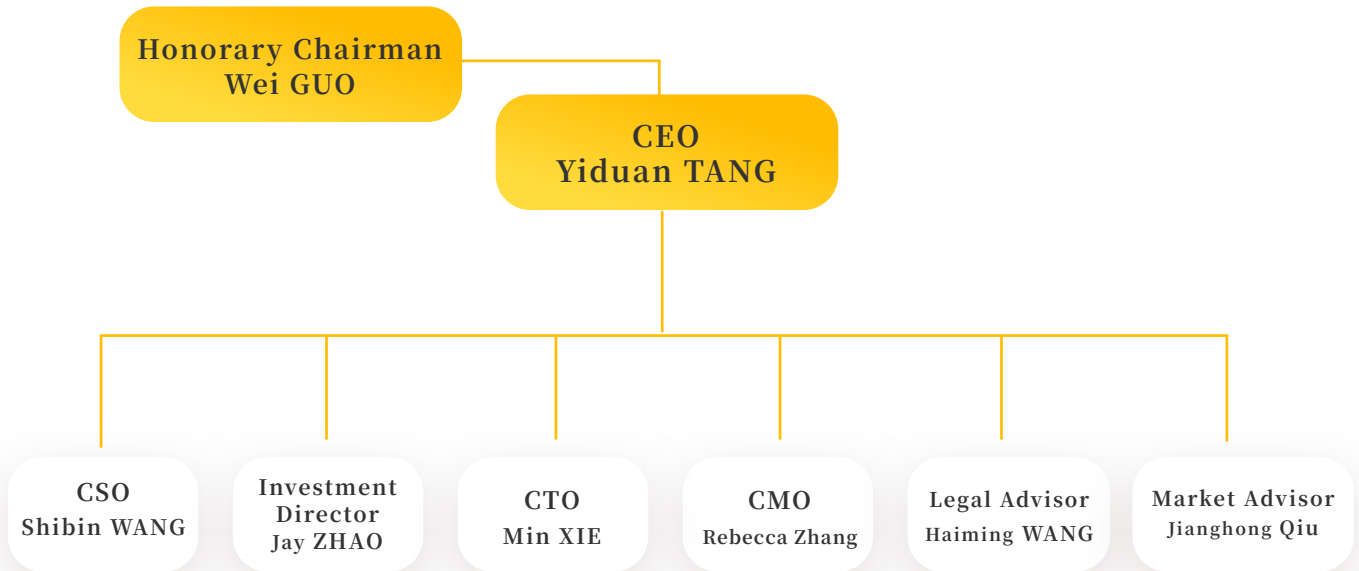 Honorary Chairman
Wei GUO
CEO
Yiduan TANG
CSO
Shibin WANG
Investment
Director
Jay ZHAO
CTO
Min XIE
CMO
Rebecca Zhang
Legal Advisor
Haiming WANG
Market Advisor
Jianghong Qiu